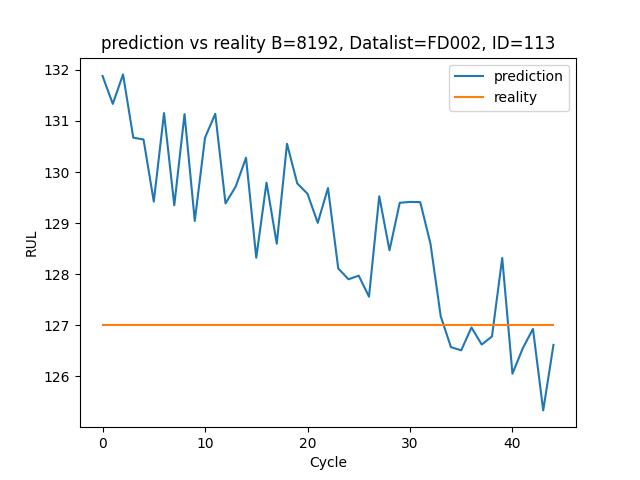 prediction vs reality B=8192, Datalist=FD002, ID=113
prediction
reality
RUL
132
131
130
129
128
127
126
0 10 20 30 40
Cycle